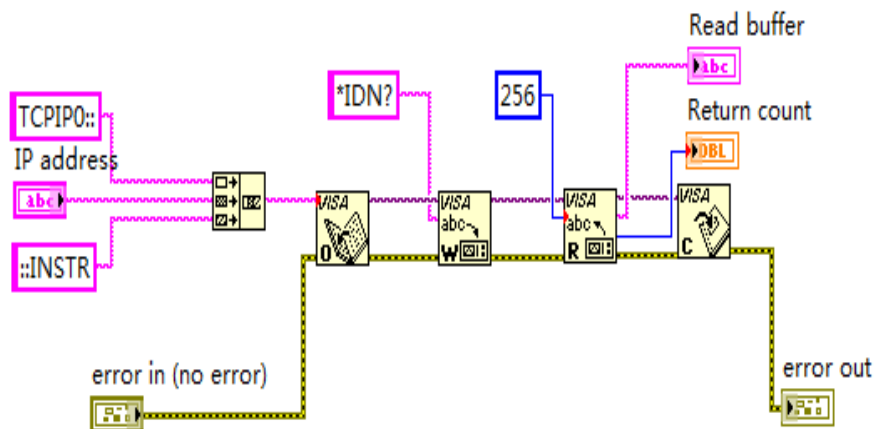 Read buffer
abc
*IDN?
256
TCPIP0::
Return count
DBL
IP address
abc
VISA
O
VISA
abc
W
VISA
abc
R
VISA
C
::INSTR
error in (no error)
error out